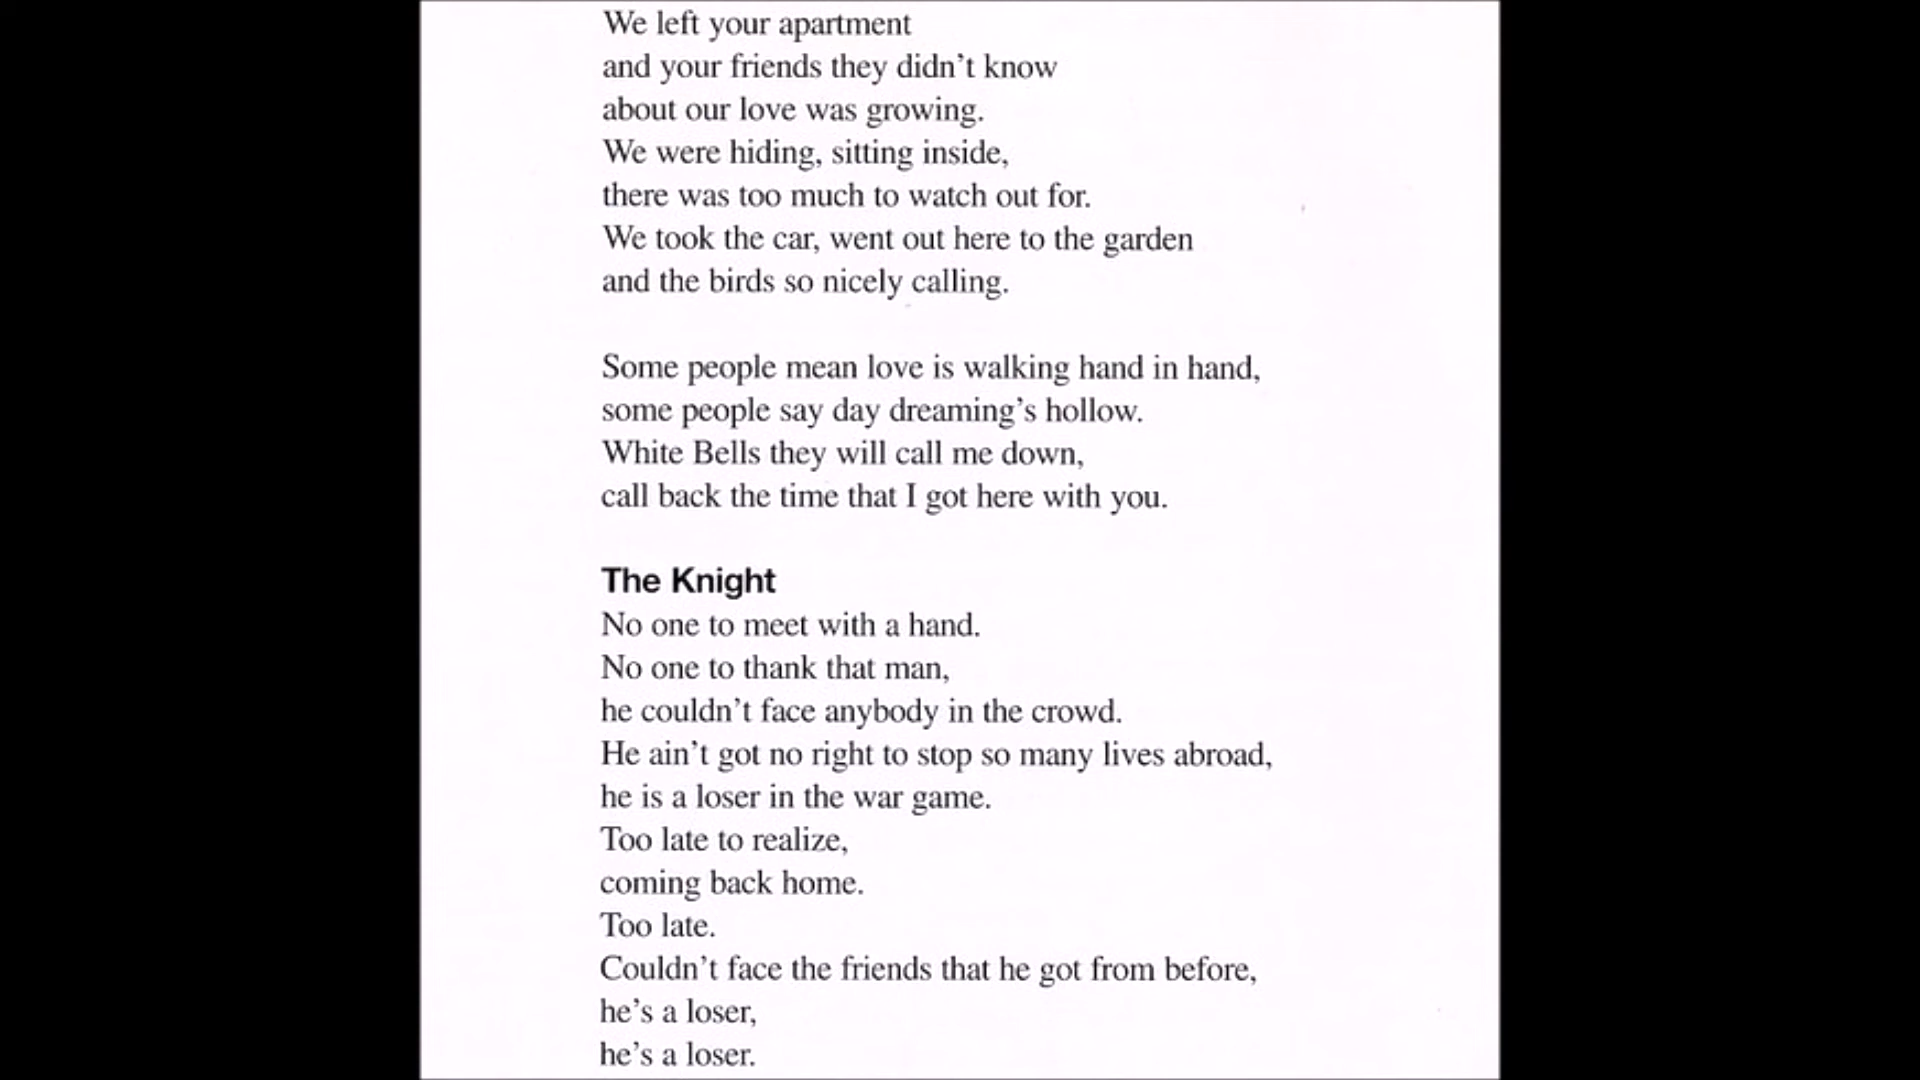 We left your apartment
and your friends they didn't know
about our love was growing.
We were hiding, sitting inside,
there was too much to watch out for.
We took the car, went out here to the garden
and the birds so nicely calling.
Some people mean love is walking hand in hand,
some people say day dreaming's hollow.
White Bells they will call me down,
call back the time that I got here with you.
The Knight
No one to meet with a hand.
No one to thank that man,
he couldn't face anybody in the crowd.
He ain't got no right to stop so many lives abroad,
he is a loser in the war game.
Too late to realize,
coming back home.
Too late.
Couldn't face the friends that he got from before,
he's a loser,
he's a loser.